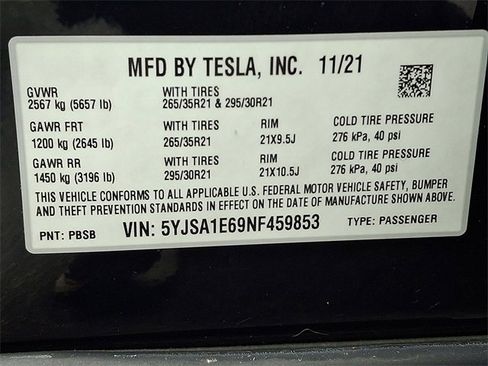 MFD BY TESLA, INC. 11/21
GVWR WITH TIRES
2567 kg (5657 lb) 265/35R21 & 295/30R21
GAWR FRT WITH TIRES RIM COLD TIRE PRESSURE
1200 kg (2645 lb) 265/35R21 21X9.5J 276 kPa, 40 psi
GAWR RR WITH TIRES RIM COLD TIRE PRESSURE
1450 kg (3196 lb) 295/30R21 21X10.5J 276 kPa, 40 psi
THIS VEHICLE CONFORMS TO ALL APPLICABLE U.S. FEDERAL MOTOR VEHICLE SAFETY, BUMPER
AND THEFT PREVENTION STANDARDS IN EFFECT ON THE DATE OF MANUFACTURE SHOWN ABOVE.
PNT: PBSB VIN: 5YJSA1E69NF459853 TYPE: PASSENGER